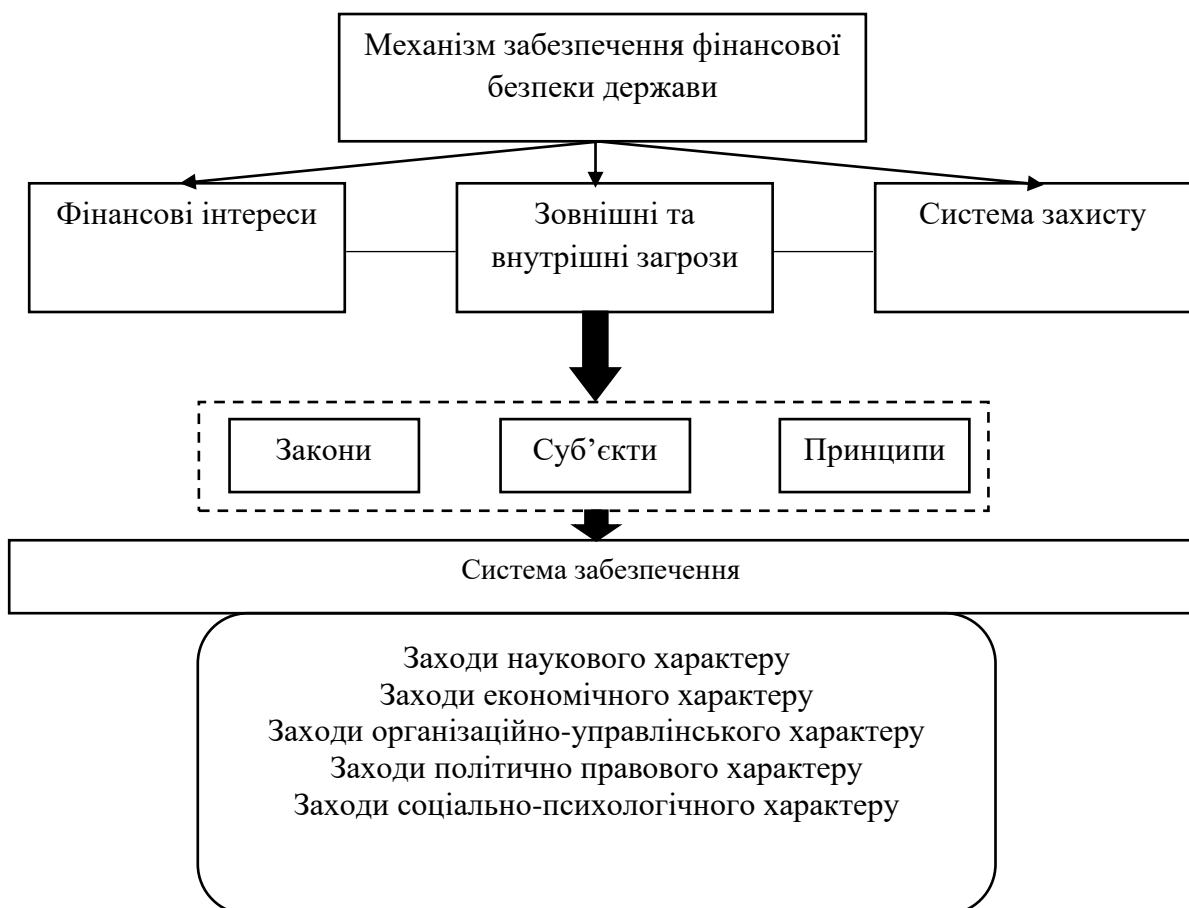 Механізм забезпечення фінансової
безпеки держави
Фінансові інтереси
Зовнішні та
внутрішні загрози
Система захисту
Закони
Суб’єкти
Принципи
Система забезпечення
Заходи наукового характеру
Заходи економічного характеру
Заходи організаційно-управлінського характеру
Заходи політично правового характеру
Заходи соціально-психологічного характеру